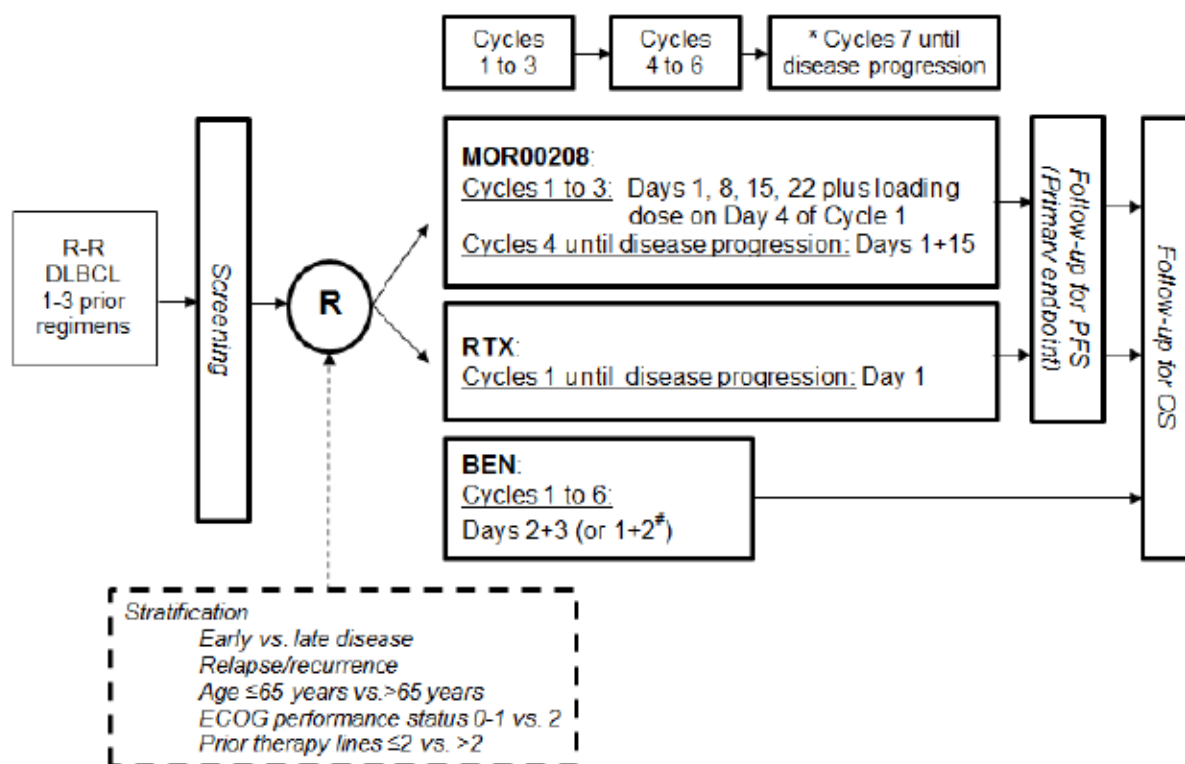 Cycles
1 to 3
Cycles
4 to 6
* Cycles 7 until
disease progression
R-R
DLBCL
1-3 prior
regimens
Screening
R
MOR00208:
Cycles 1 to 3: Days 1, 8, 15, 22 plus loading
dose on Day 4 of Cycle 1
Cycles 4 until disease progression: Days 1+15
RTX:
Cycles 1 until disease progression: Day 1
BEN:
Cycles 1 to 6:
Days 2+3 (or 1+2#)
Follow-up for PFS
(Primary endpoint)
Follow-up for OS
Stratification
Early vs. late disease
Relapse/recurrence
Age ≤65 years vs.>65 years
ECOG performance status 0-1 vs. 2
Prior therapy lines ≤2 vs. >2